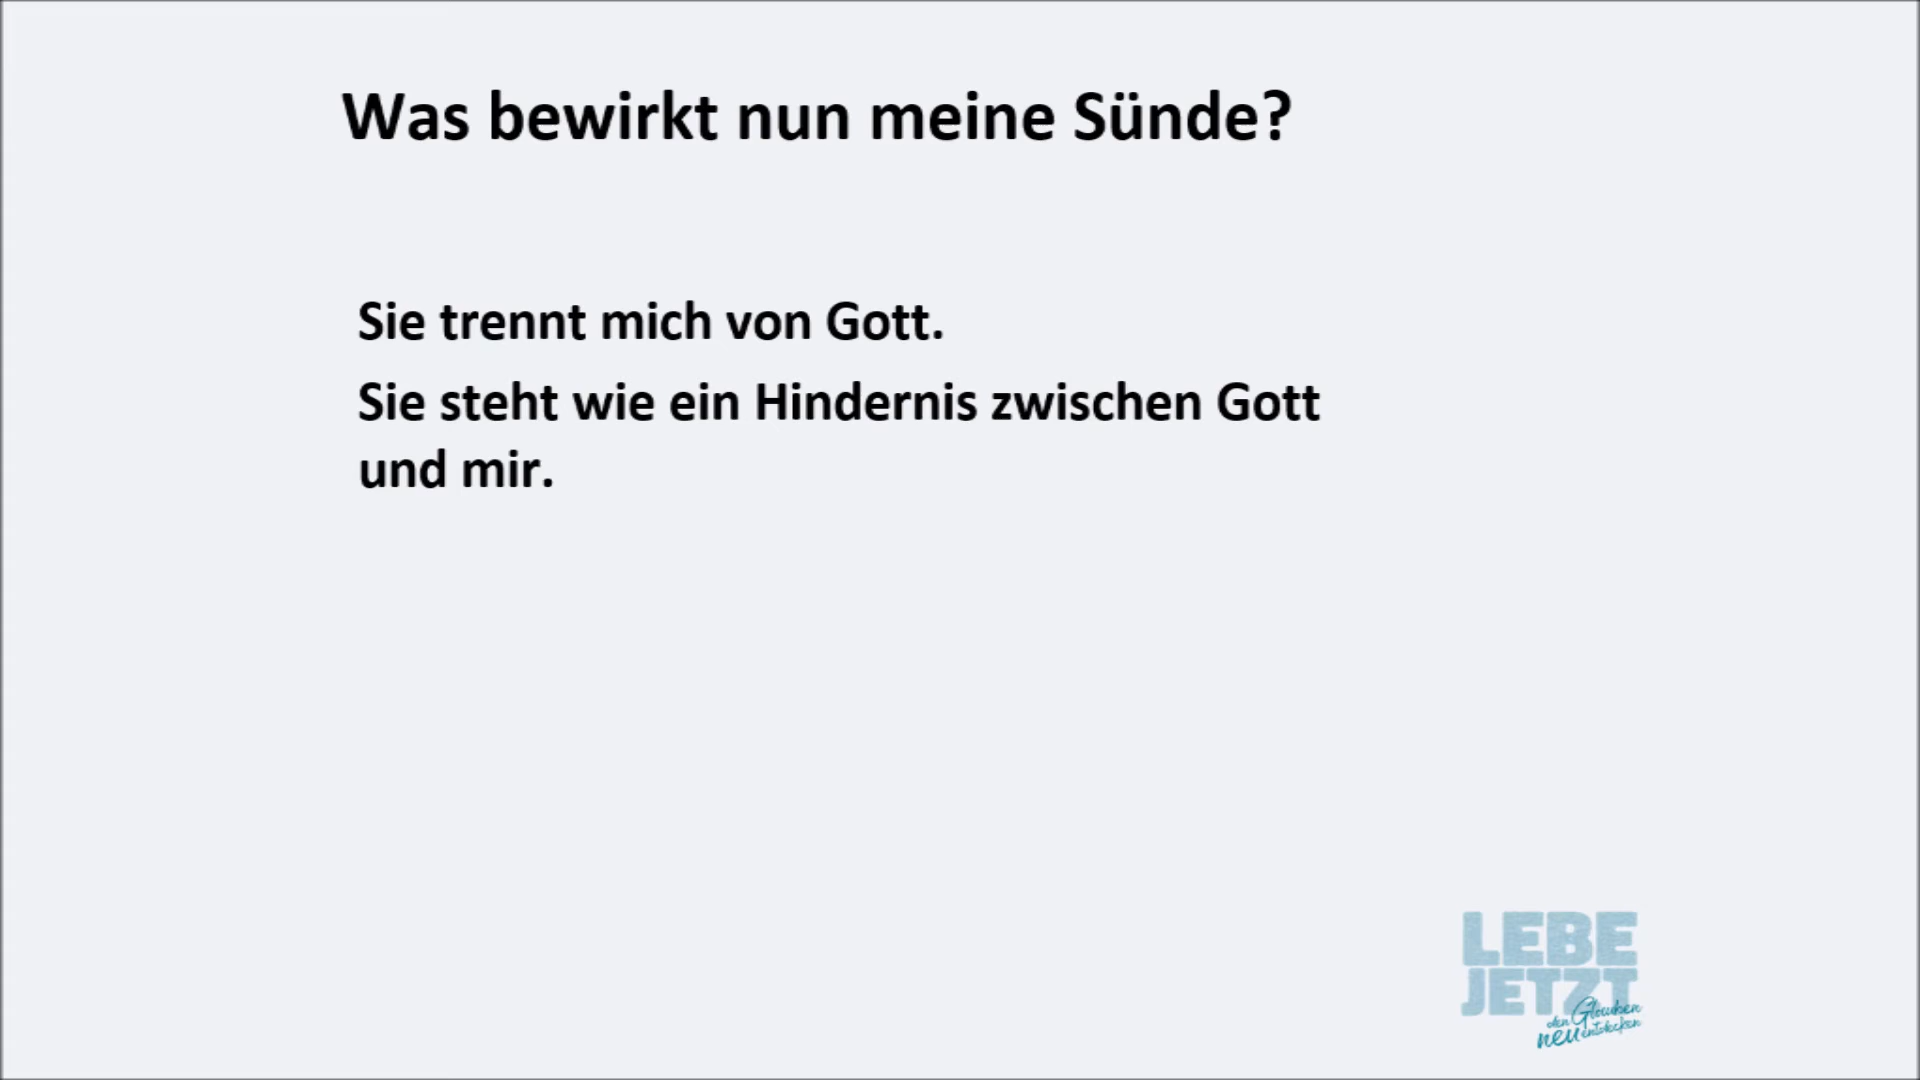 Was bewirkt nun meine Sünde?
Sie trennt mich von Gott.
Sie steht wie ein Hindernis zwischen Gott
und mir.
LEBE
JETZT
den Glauben
neu entdecken